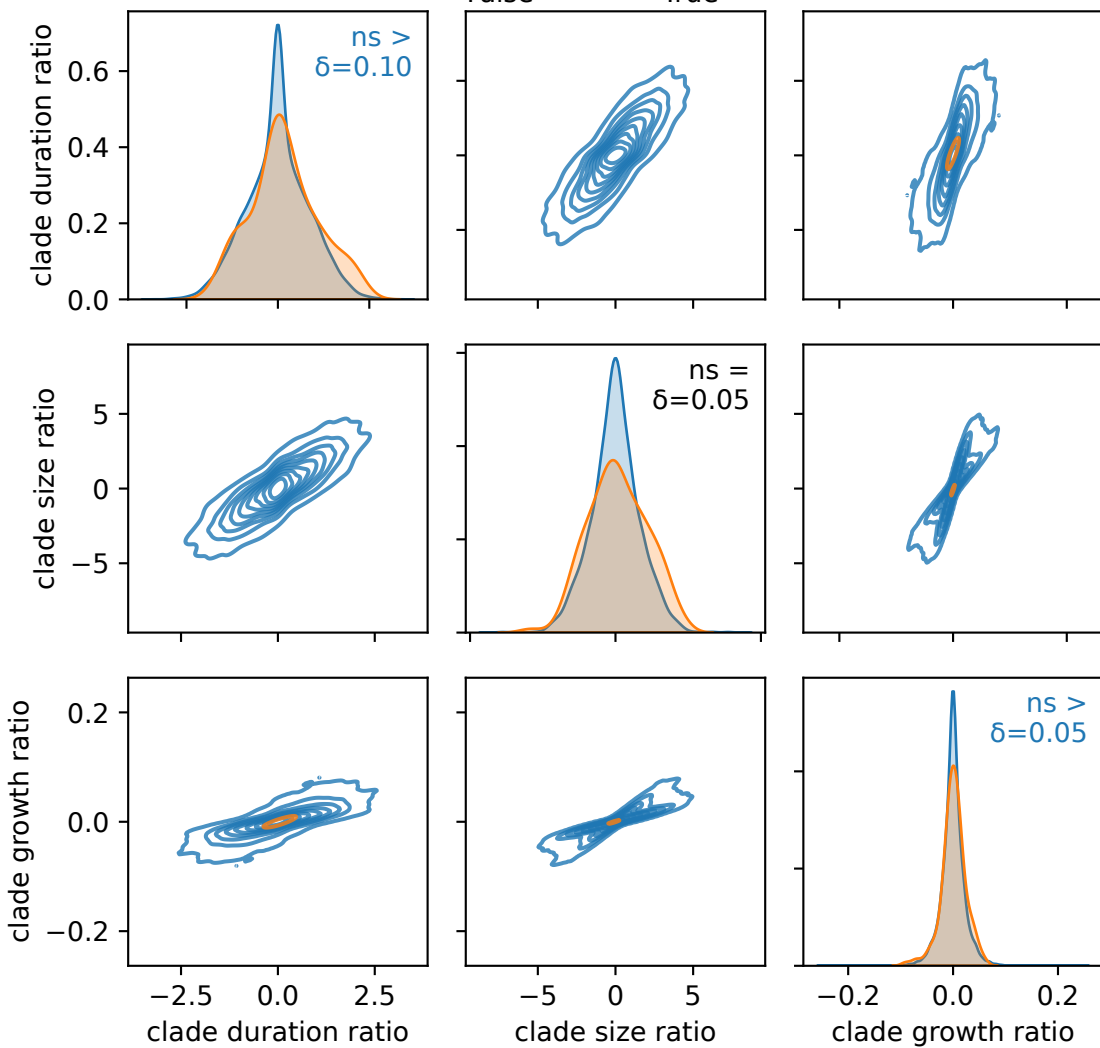 clade duration ratio
0.6
0.4
0.2
0.0
ns >
δ=0.10
clade size ratio
5
0
−5
ns =
δ=0.05
clade growth ratio
0.2
0.0
−0.2
ns >
δ=0.05
−2.5 0.0 2.5
−5 0 5
−0.2 0.0 0.2
clade duration ratio
clade size ratio
clade growth ratio